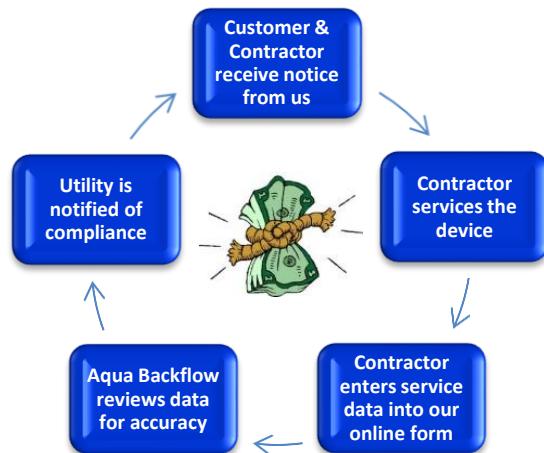 Customer &
Contractor
receive notice
from us
Contractor
services the
device
Contractor
enters service
data into our
online form
Aqua Backflow
reviews data
for accuracy
Utility is
notified of
compliance